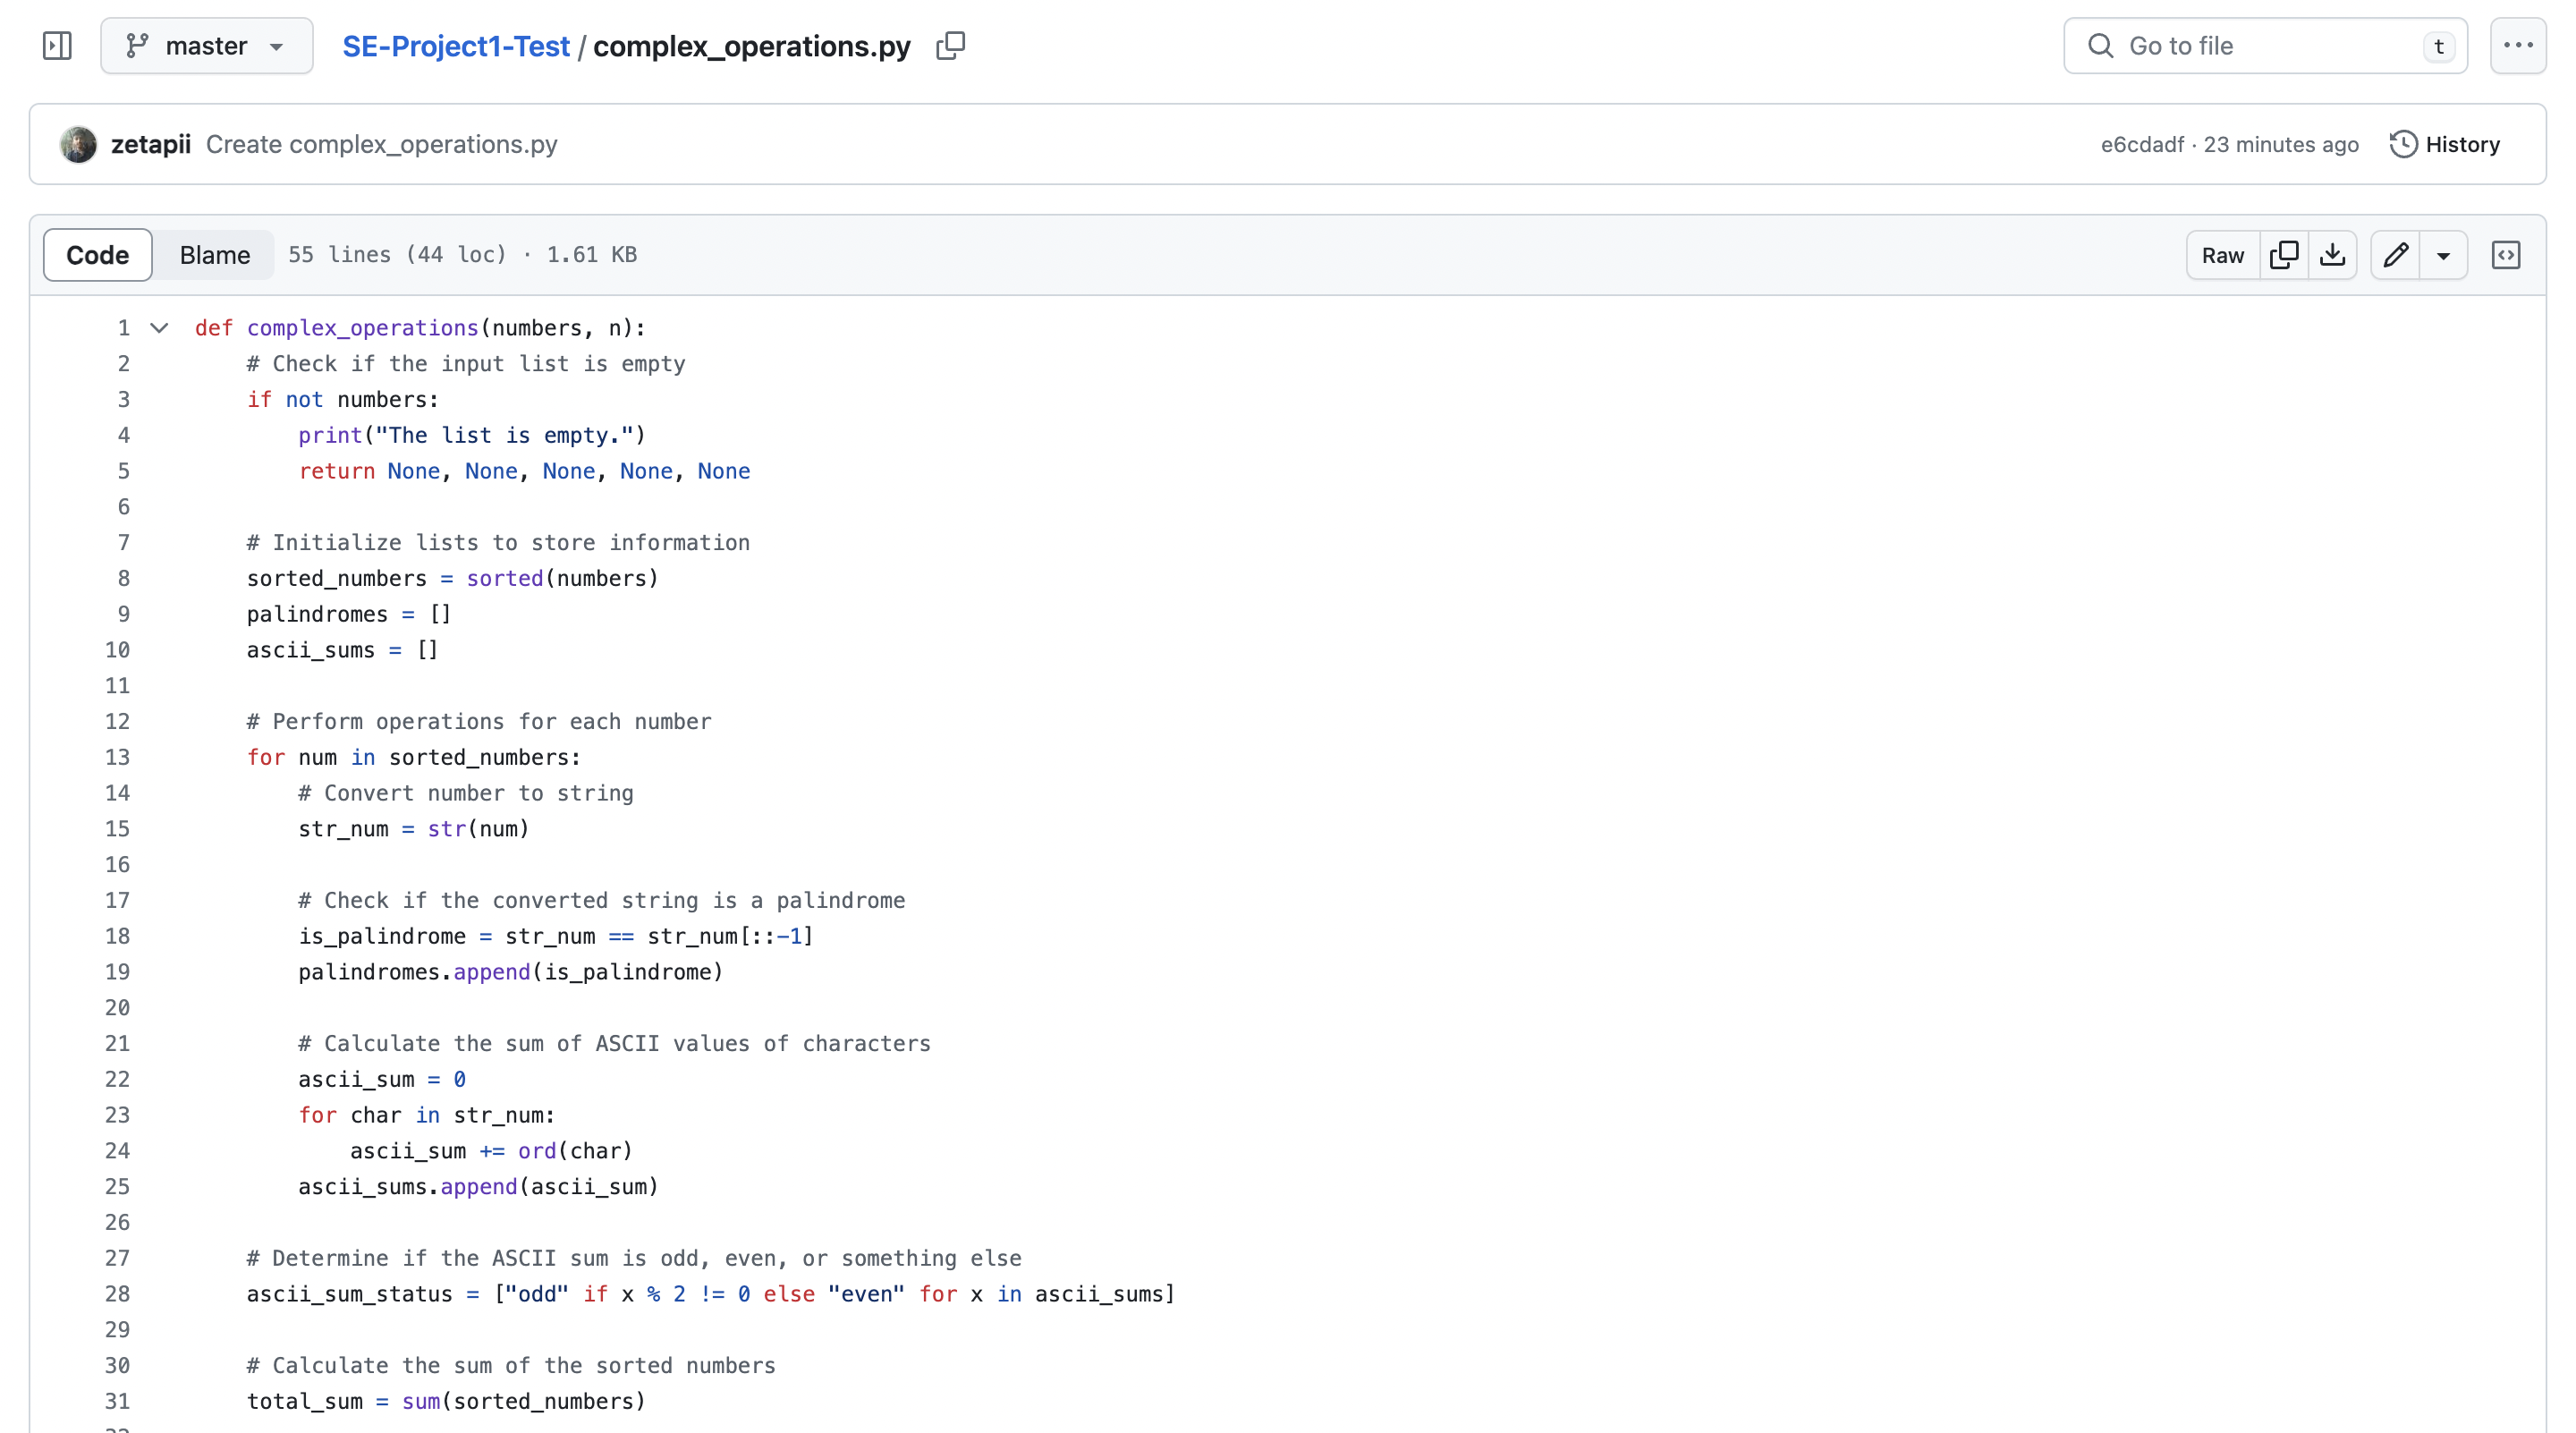 master SE-Project1-Test / complex_operations.py Go to file t
zetapii Create complex_operations.py e6cdadf · 23 minutes ago History
Code Blame 55 lines (44 loc) · 1.61 KB Raw
1 def complex_operations(numbers, n):
2     # Check if the input list is empty
3     if not numbers:
4         print("The list is empty.")
5         return None, None, None, None, None
6
7     # Initialize lists to store information
8     sorted_numbers = sorted(numbers)
9     palindromes = []
10     ascii_sums = []
11
12     # Perform operations for each number
13     for num in sorted_numbers:
14         # Convert number to string
15         str_num = str(num)
16
17         # Check if the converted string is a palindrome
18         is_palindrome = str_num == str_num[::-1]
19         palindromes.append(is_palindrome)
20
21         # Calculate the sum of ASCII values of characters
22         ascii_sum = 0
23         for char in str_num:
24             ascii_sum += ord(char)
25         ascii_sums.append(ascii_sum)
26
27     # Determine if the ASCII sum is odd, even, or something else
28     ascii_sum_status = ["odd" if x % 2 != 0 else "even" for x in ascii_sums]
29
30     # Calculate the sum of the sorted numbers
31     total_sum = sum(sorted_numbers)